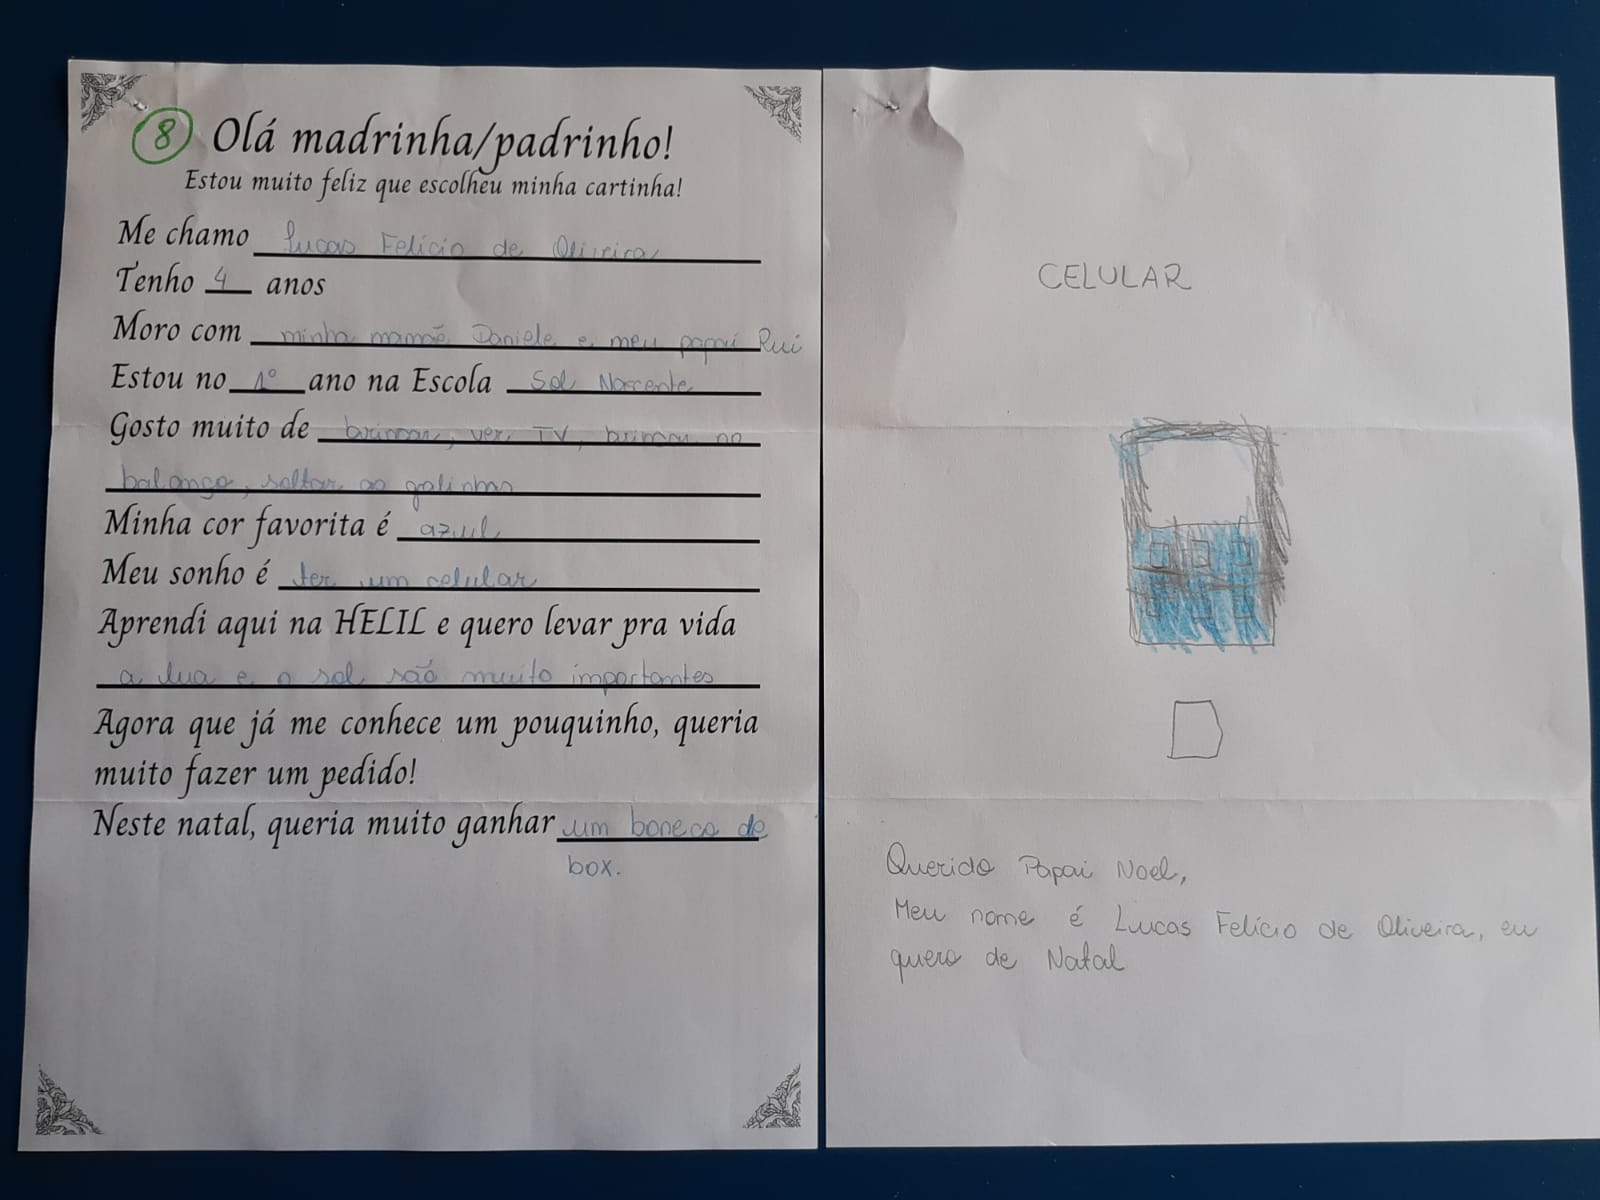 8 Olá madrinha/padrinho!
Estou muito feliz que escolheu minha cartinha!
Me chamo Lucas Felício de Oliveira
Tenho 4 anos
Moro com minha mamãe Daniele e meu papai Rui
Estou no 1º ano na Escola Sol Nascente
Gosto muito de brincar, ver TV, brincar no
balanço, soltar as galinhas
Minha cor favorita é azul
Meu sonho é ter um celular
Aprendi aqui na HELIL e quero levar pra vida
a lua e o sol são muito importantes
Agora que já me conhece um pouquinho, queria
muito fazer um pedido!
Neste natal, queria muito ganhar um boneco de
box.
CELULAR
Querido Papai Noel,
Meu nome é Lucas Felício de Oliveira, eu
quero de Natal